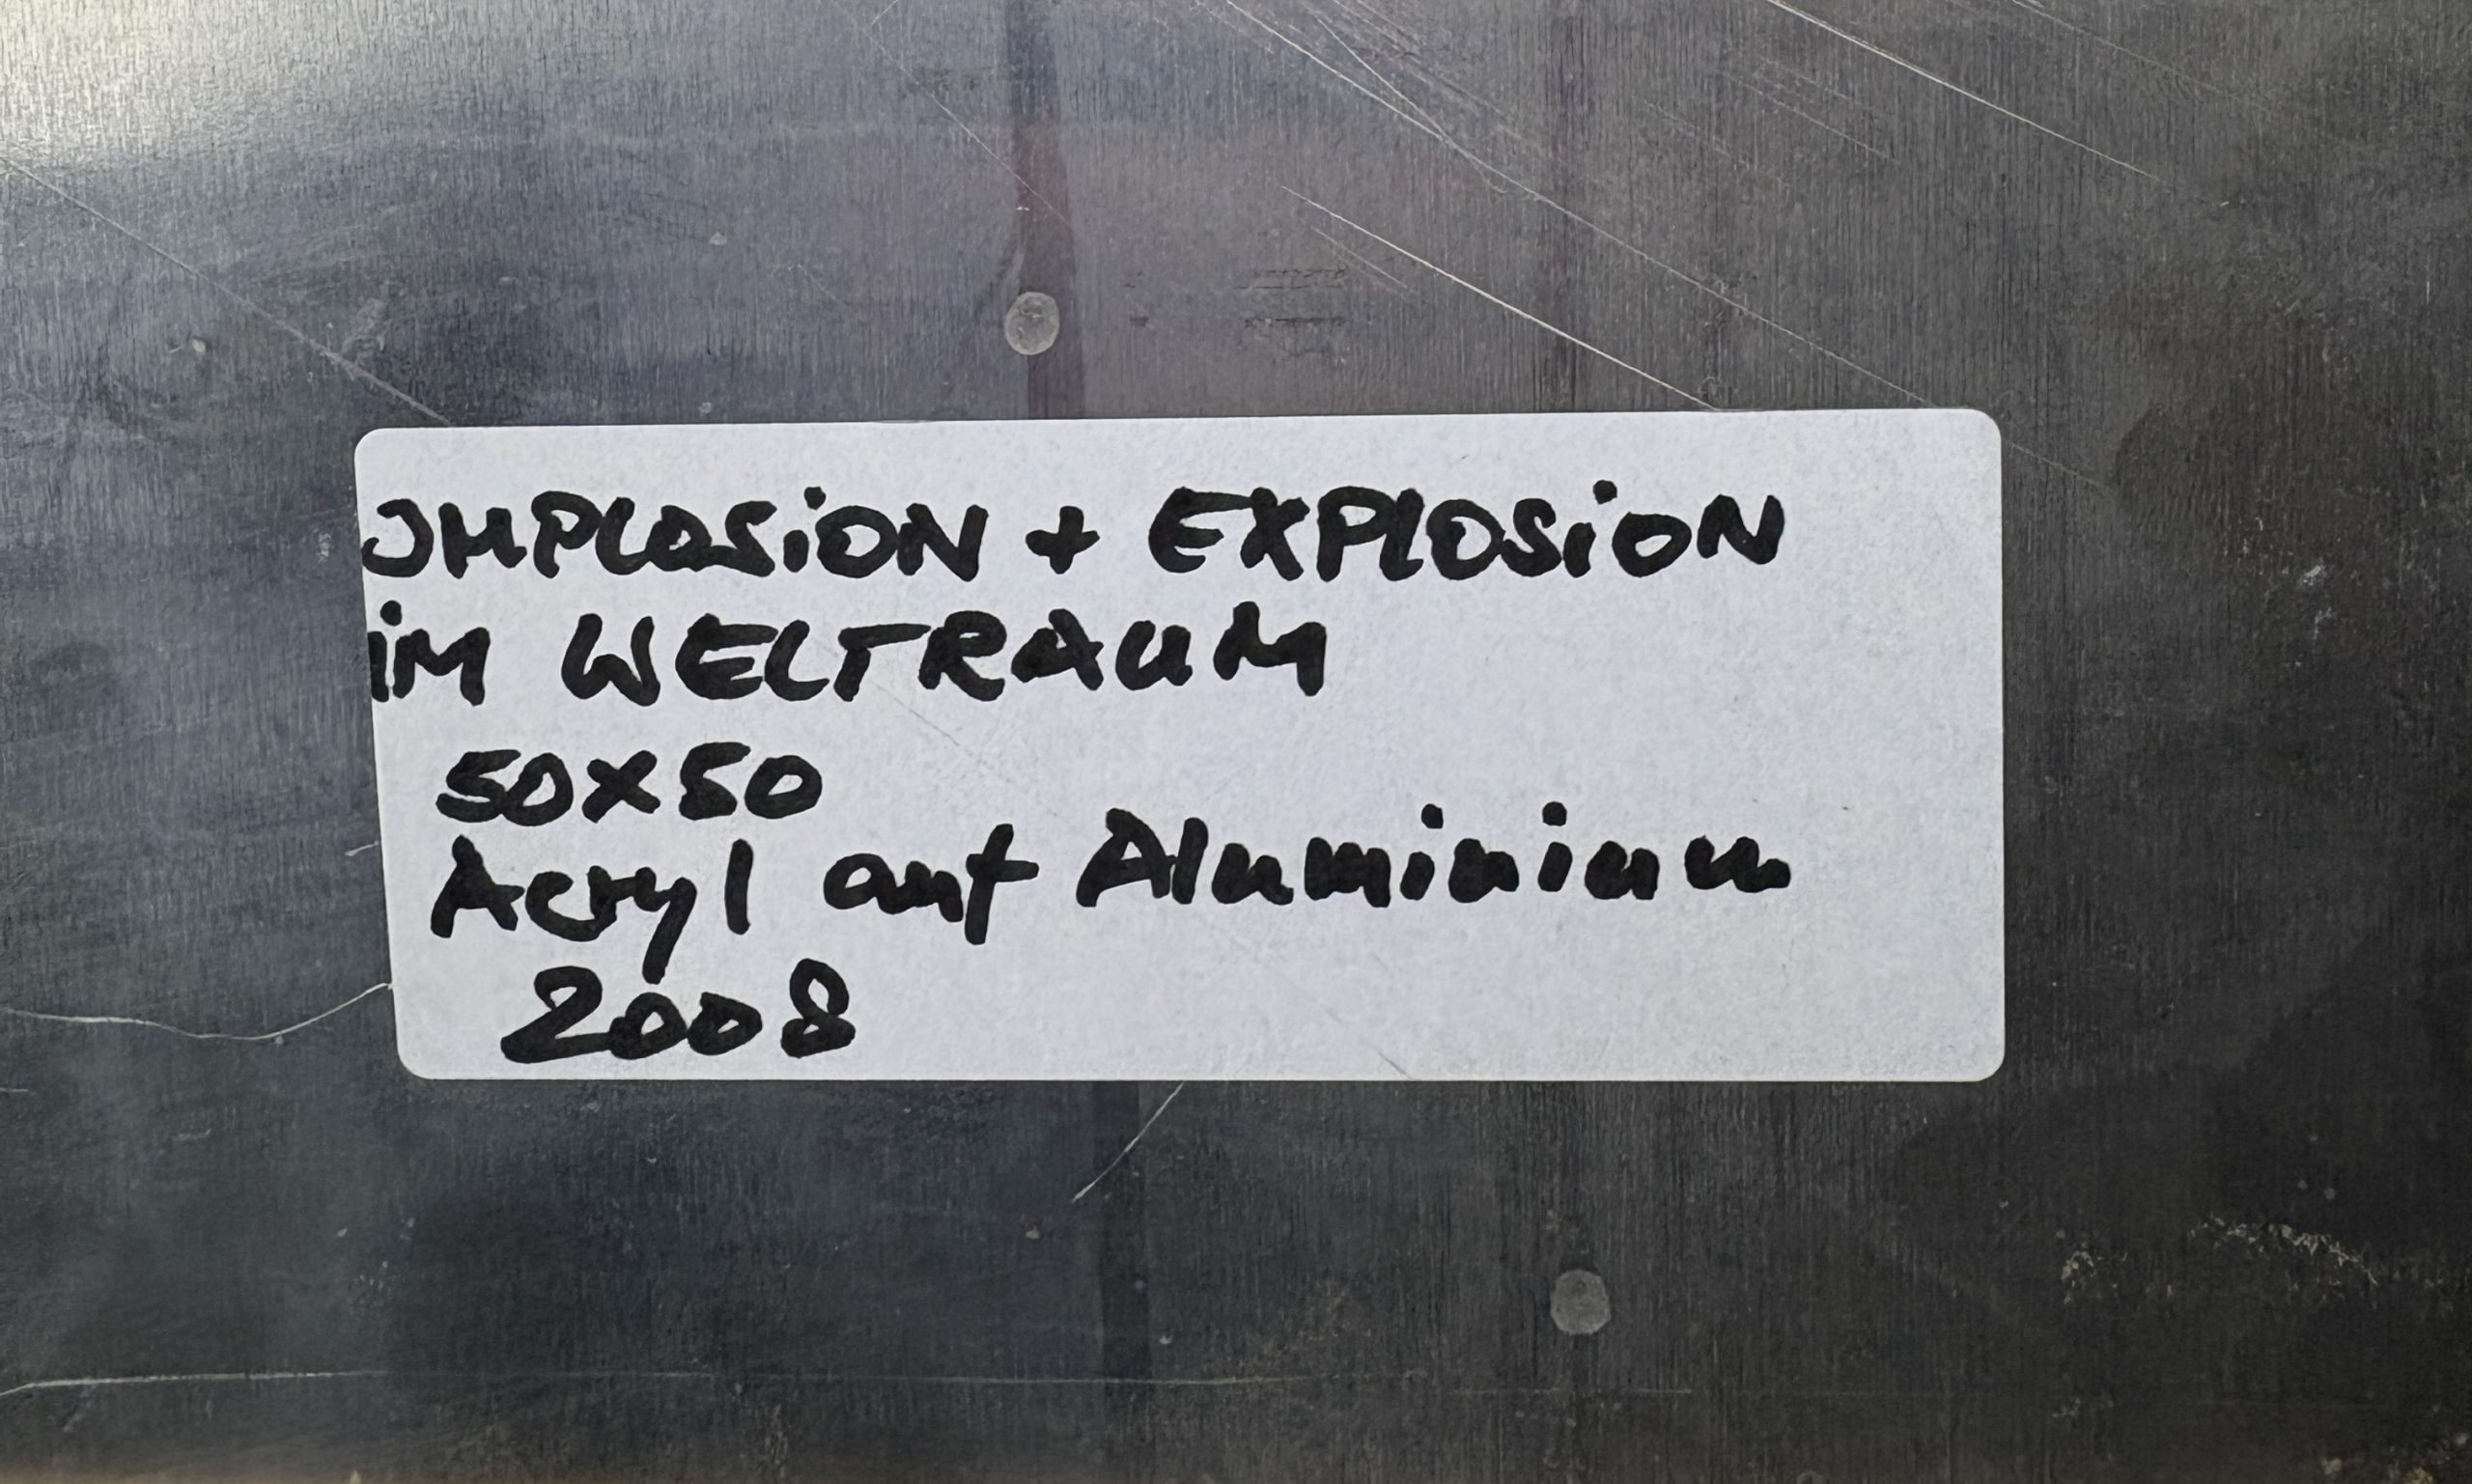 IMPLOSiON + EXPLOSiON
iM WELTRAUM
50x50
Acryl auf Aluminium
2008